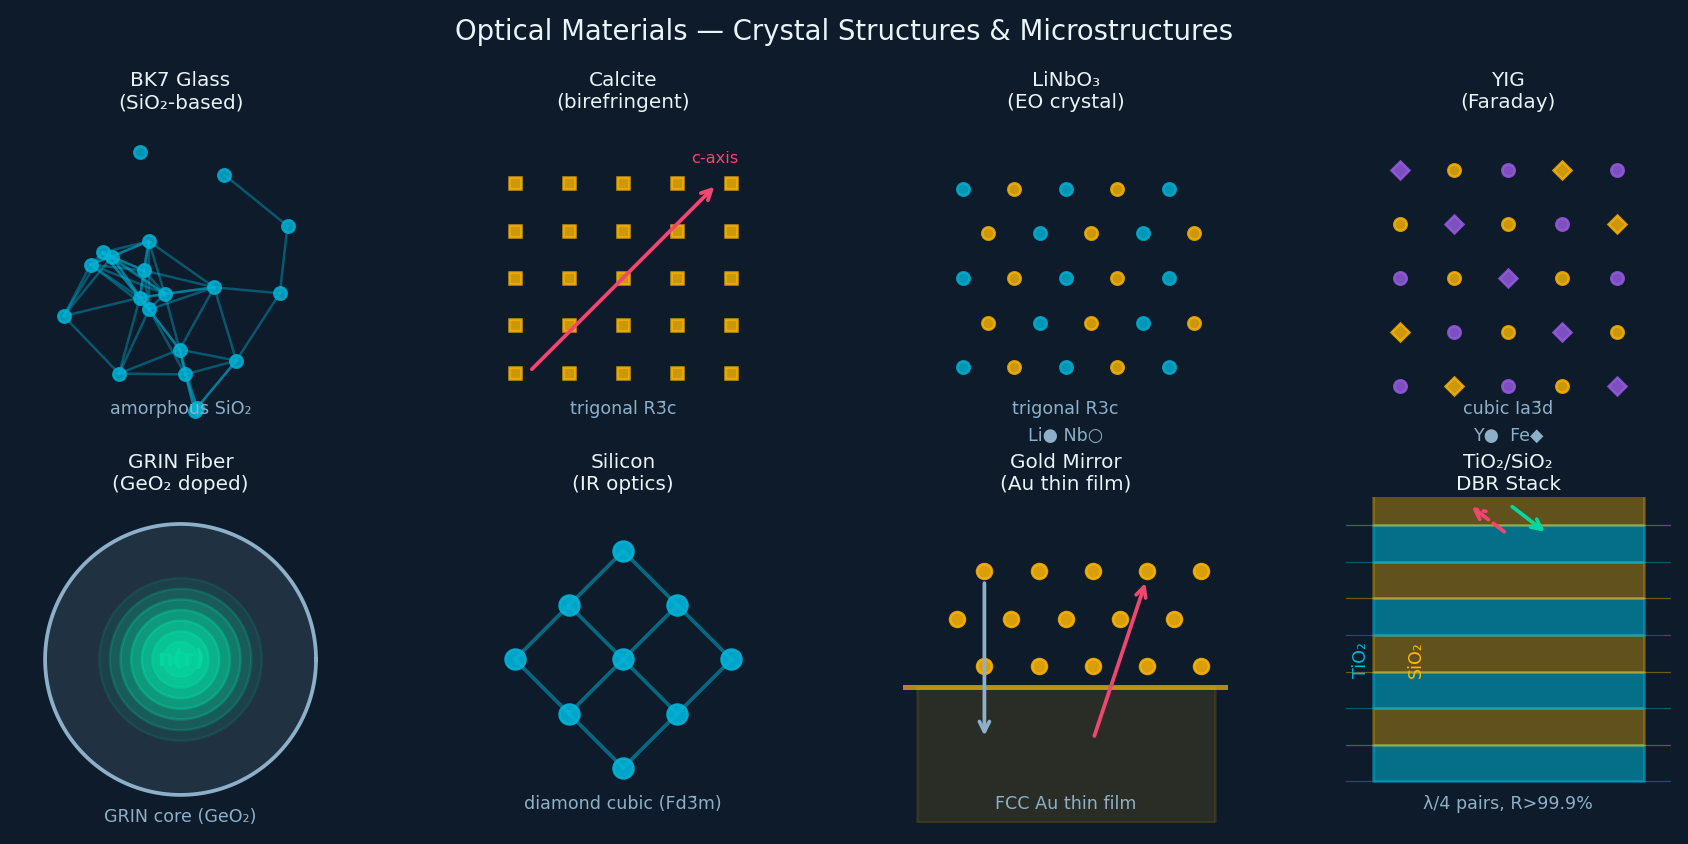 Optical Materials — Crystal Structures & Microstructures
BK7 Glass
(SiO₂-based)
amorphous SiO₂
Calcite
(birefringent)
c-axis
trigonal R3̄c
LiNbO₃
(EO crystal)
trigonal R3c
Li● Nb○
YIG
(Faraday)
cubic Ia3̄d
Y● Fe◆
GRIN Fiber
(GeO₂ doped)
n(r)
GRIN core (GeO₂)
Silicon
(IR optics)
diamond cubic (Fd3̄m)
Gold Mirror
(Au thin film)
FCC Au thin film
TiO₂/SiO₂
DBR Stack
TiO₂
SiO₂
λ/4 pairs, R>99.9%